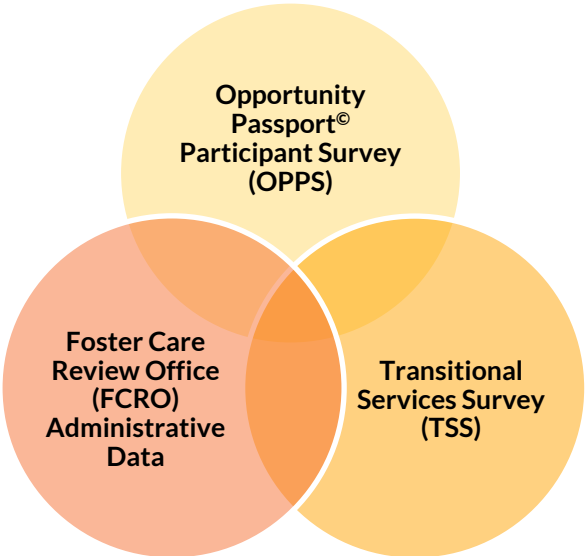 Opportunity
Passport©
Participant Survey
(OPPS)
Foster Care
Review Office
(FCRO)
Administrative
Data
Transitional
Services Survey
(TSS)